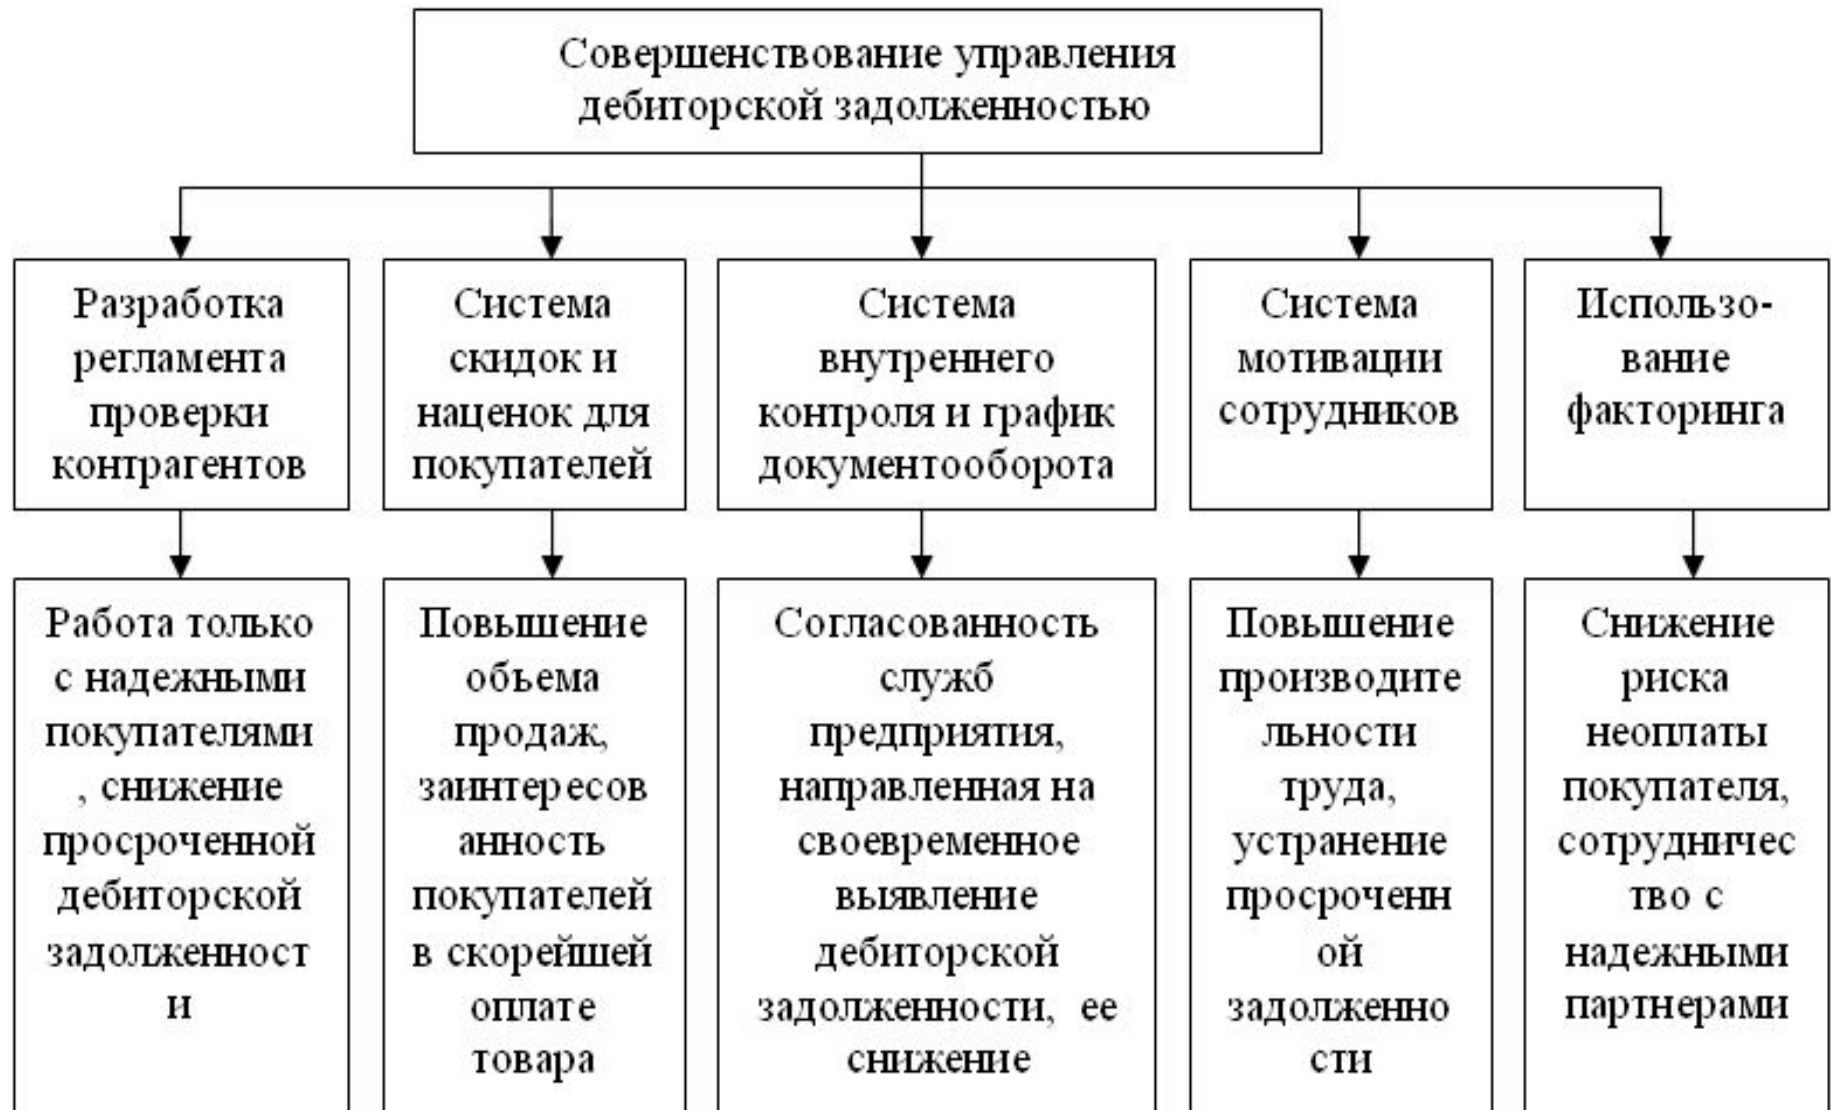 Совершенствование управления
дебиторской задолженностью
Разработка
регламента
проверки
контрагентов
Система
скидок и
наценок для
покупателей
Система
внутреннего
контроля и график
документооборота
Система
мотивации
сотрудников
Использо-
вание
факторинга
Работа только
с надежными
покупателями
, снижение
просроченной
дебиторской
задолженност
и
Повышение
объема
продаж,
заинтересов
анность
покупателей
в скорейшей
оплате
товара
Согласованность
служб
предприятия,
направленная на
своевременное
выявление
дебиторской
задолженности, ее
снижение
Повышение
производите
льности
труда,
устранение
просроченн
ой
задолженно
сти
Снижение
риска
неоплаты
покупателя,
сотрудничес
тво с
надежными
партнерами